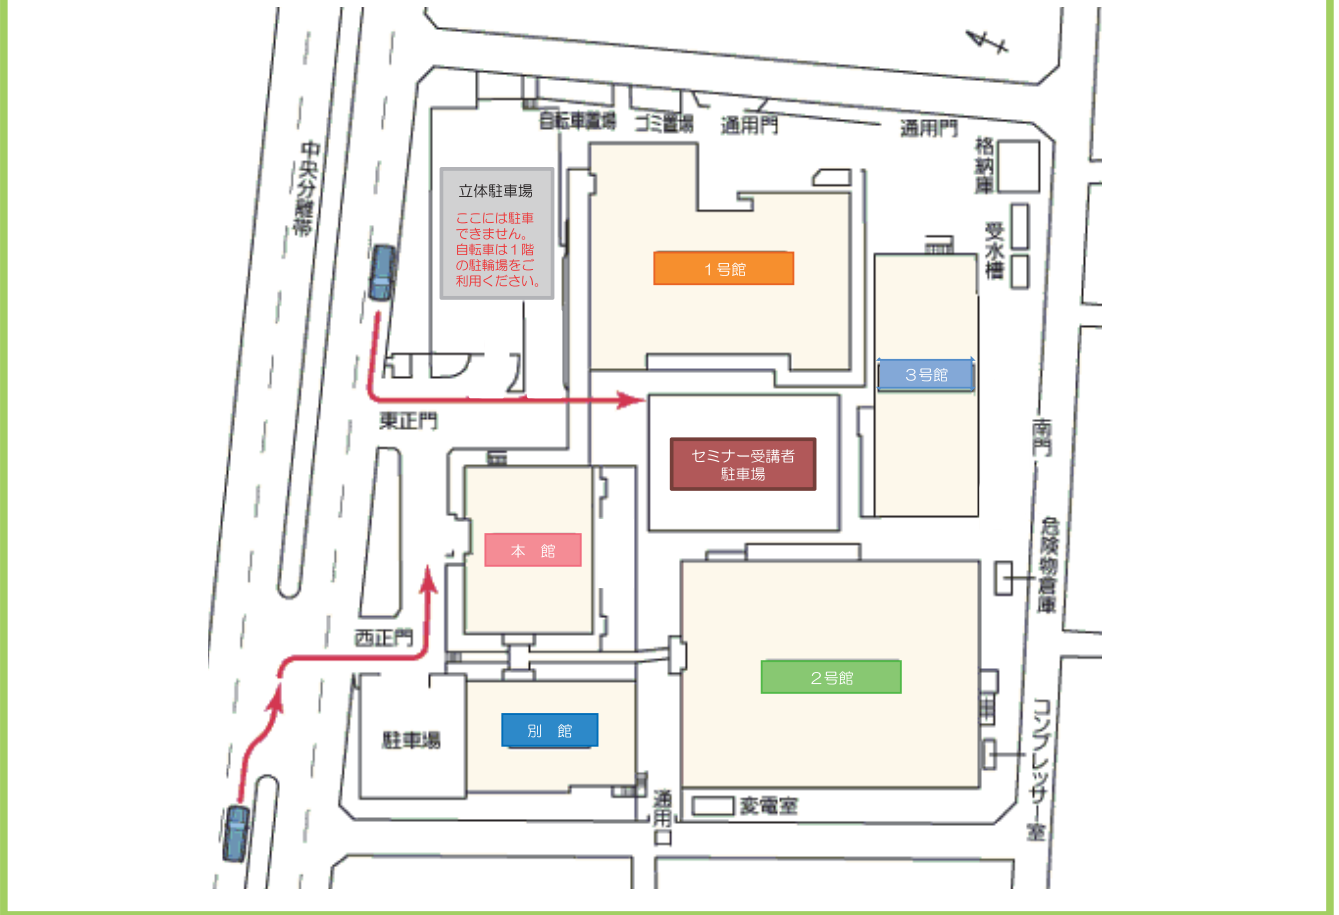 自転車置場
ゴミ置場
通用門
通用門
格納庫
中央分離帯
立体駐車場
ここには駐車
できません。
自転車は１階
の駐輪場をご
利用ください。
受水槽
１号館
３号館
東正門
南門
セミナー受講者
駐車場
危険物倉庫
本　館
西正門
２号館
別　館
駐車場
コンプレッサー室
通用口
変電室